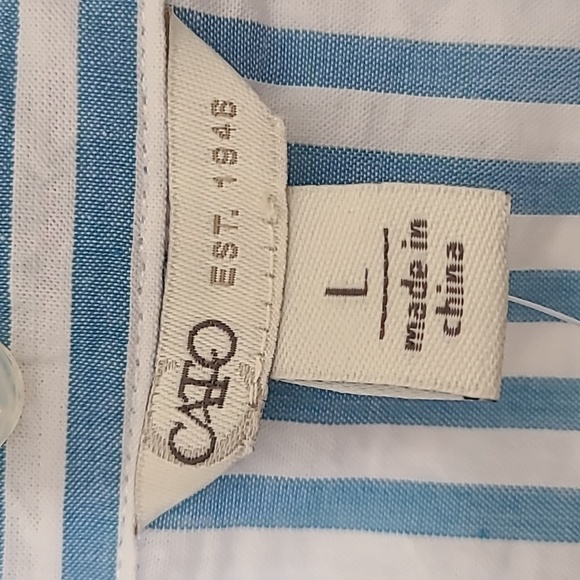 CATO
EST. 1946
L
made in
china